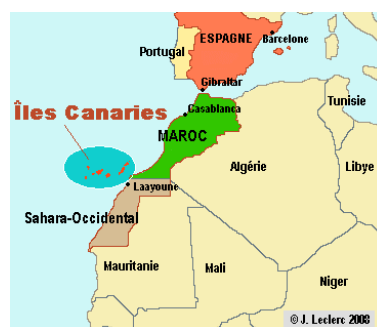 ESPAGNE
Barcelone
Portugal
Gibraltar
Tunisie
Casablanca
Îles Canaries
MAROC
Algérie
Libye
Laayoune
Sahara-Occidental
Mauritanie
Mali
Niger
© J. Leclerc 2008